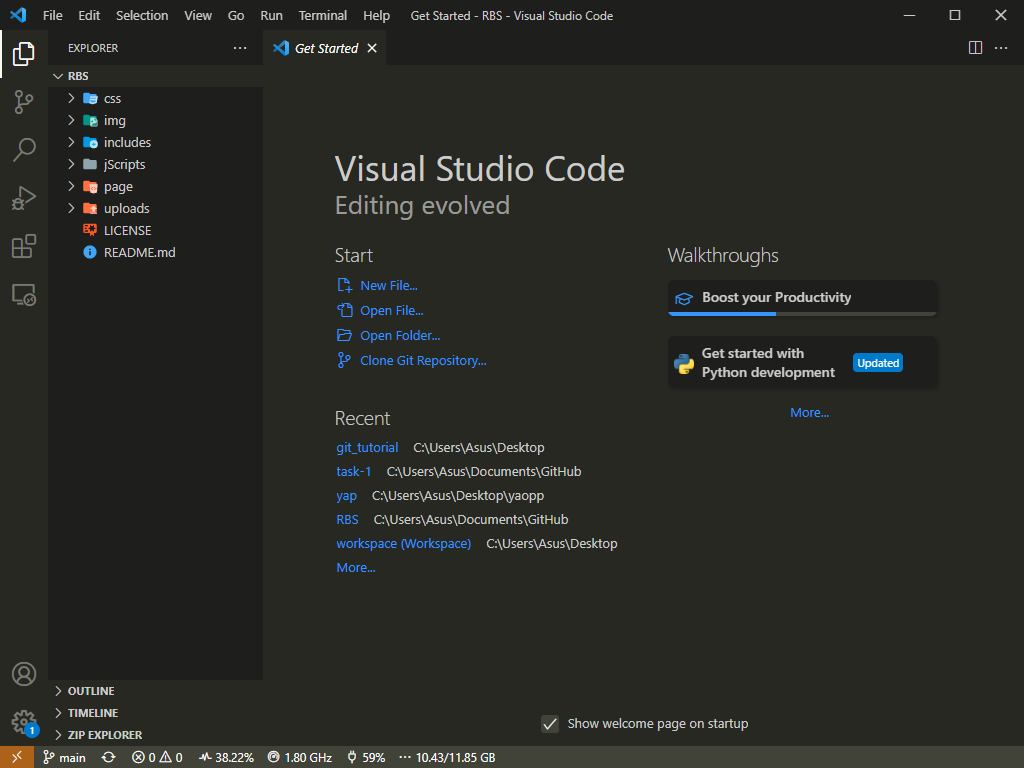 File Edit Selection View Go Run Terminal Help Get Started - RBS - Visual Studio Code
EXPLORER
Get Started
RBS
css
img
includes
jScripts
page
uploads
LICENSE
README.md
OUTLINE
TIMELINE
ZIP EXPLORER
Visual Studio Code
Editing evolved
Start
New File...
Open File...
Open Folder...
Clone Git Repository...
Recent
git_tutorial C:\Users\Asus\Desktop
task-1 C:\Users\Asus\Documents\GitHub
yap C:\Users\Asus\Desktop\yaopp
RBS C:\Users\Asus\Documents\GitHub
workspace (Workspace) C:\Users\Asus\Desktop
More...
Walkthroughs
Boost your Productivity
Get started with
Python development
Updated
More...
Show welcome page on startup
1
main 0 0 38.22% 1.80 GHz 59% 10.43/11.85 GB